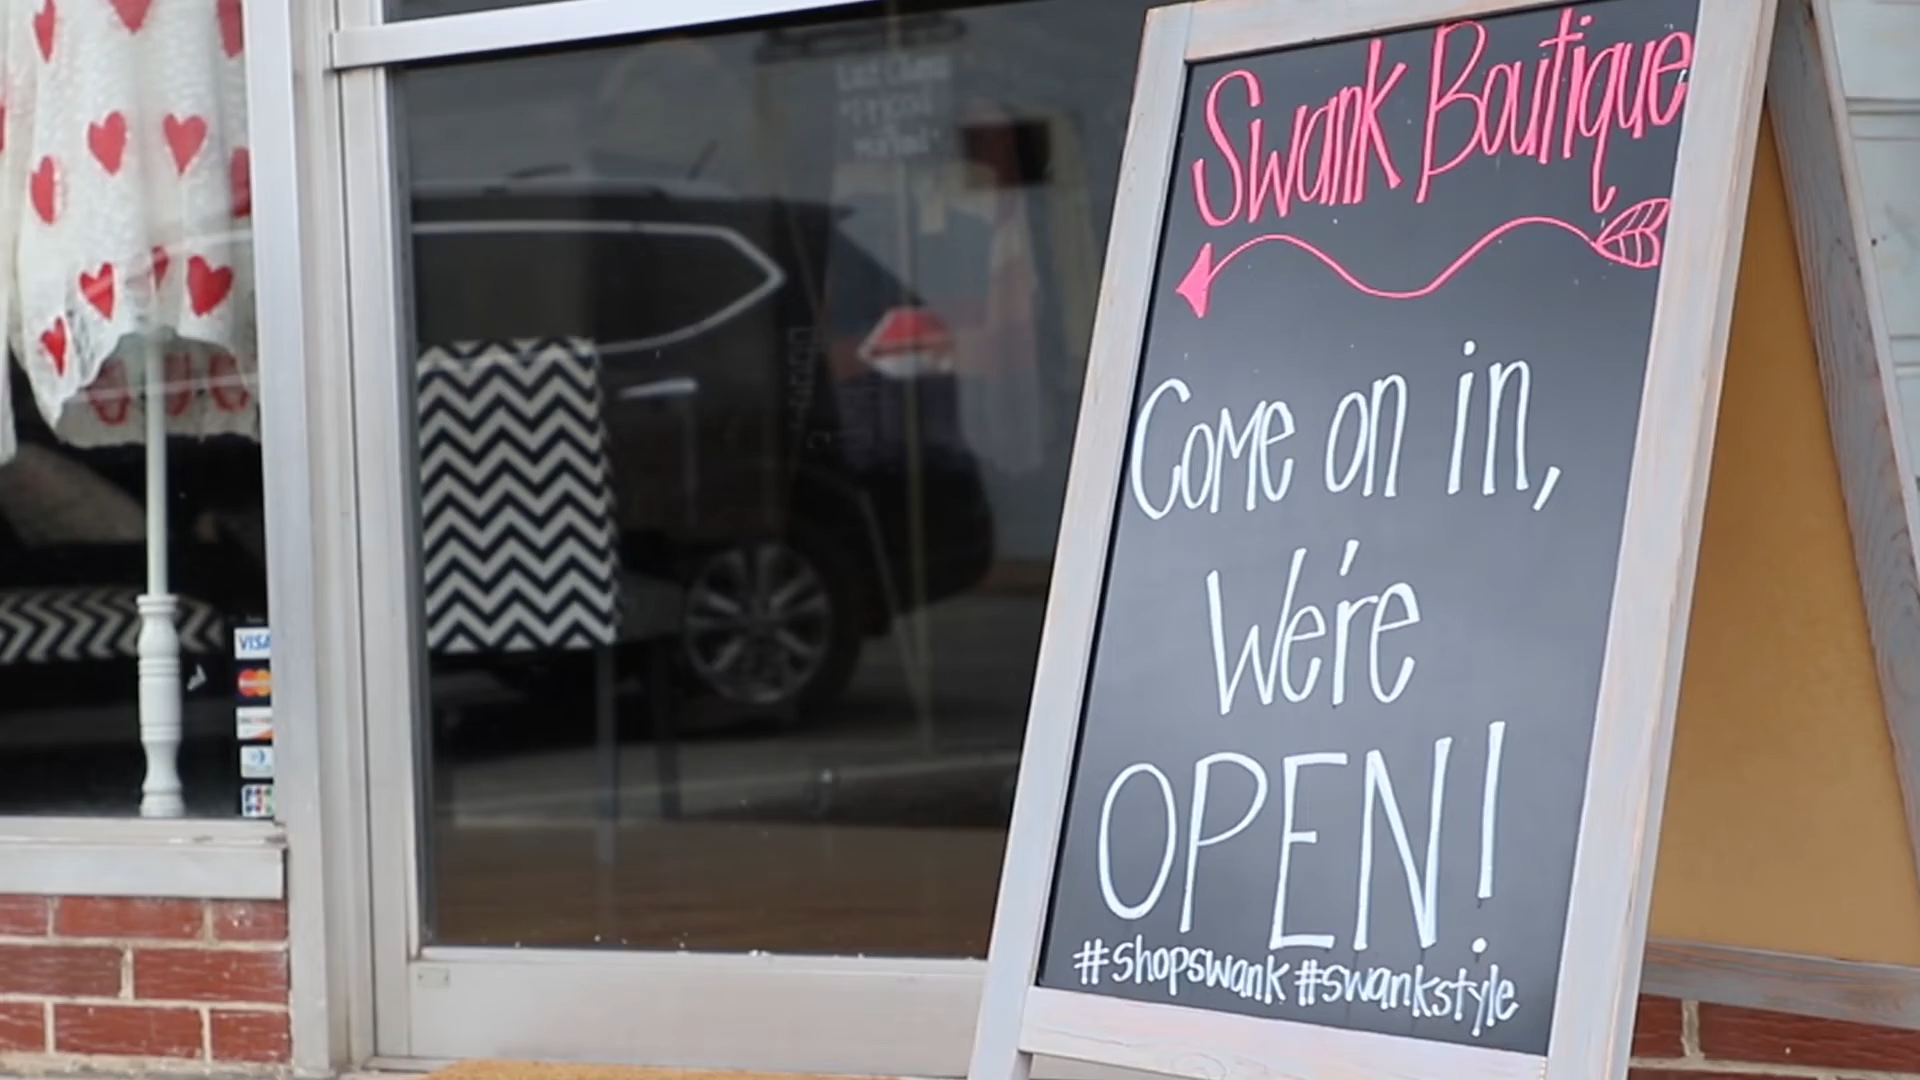 Swank Boutique
Come on in,
We're
OPEN!
#shopswank #swankstyle
VISA